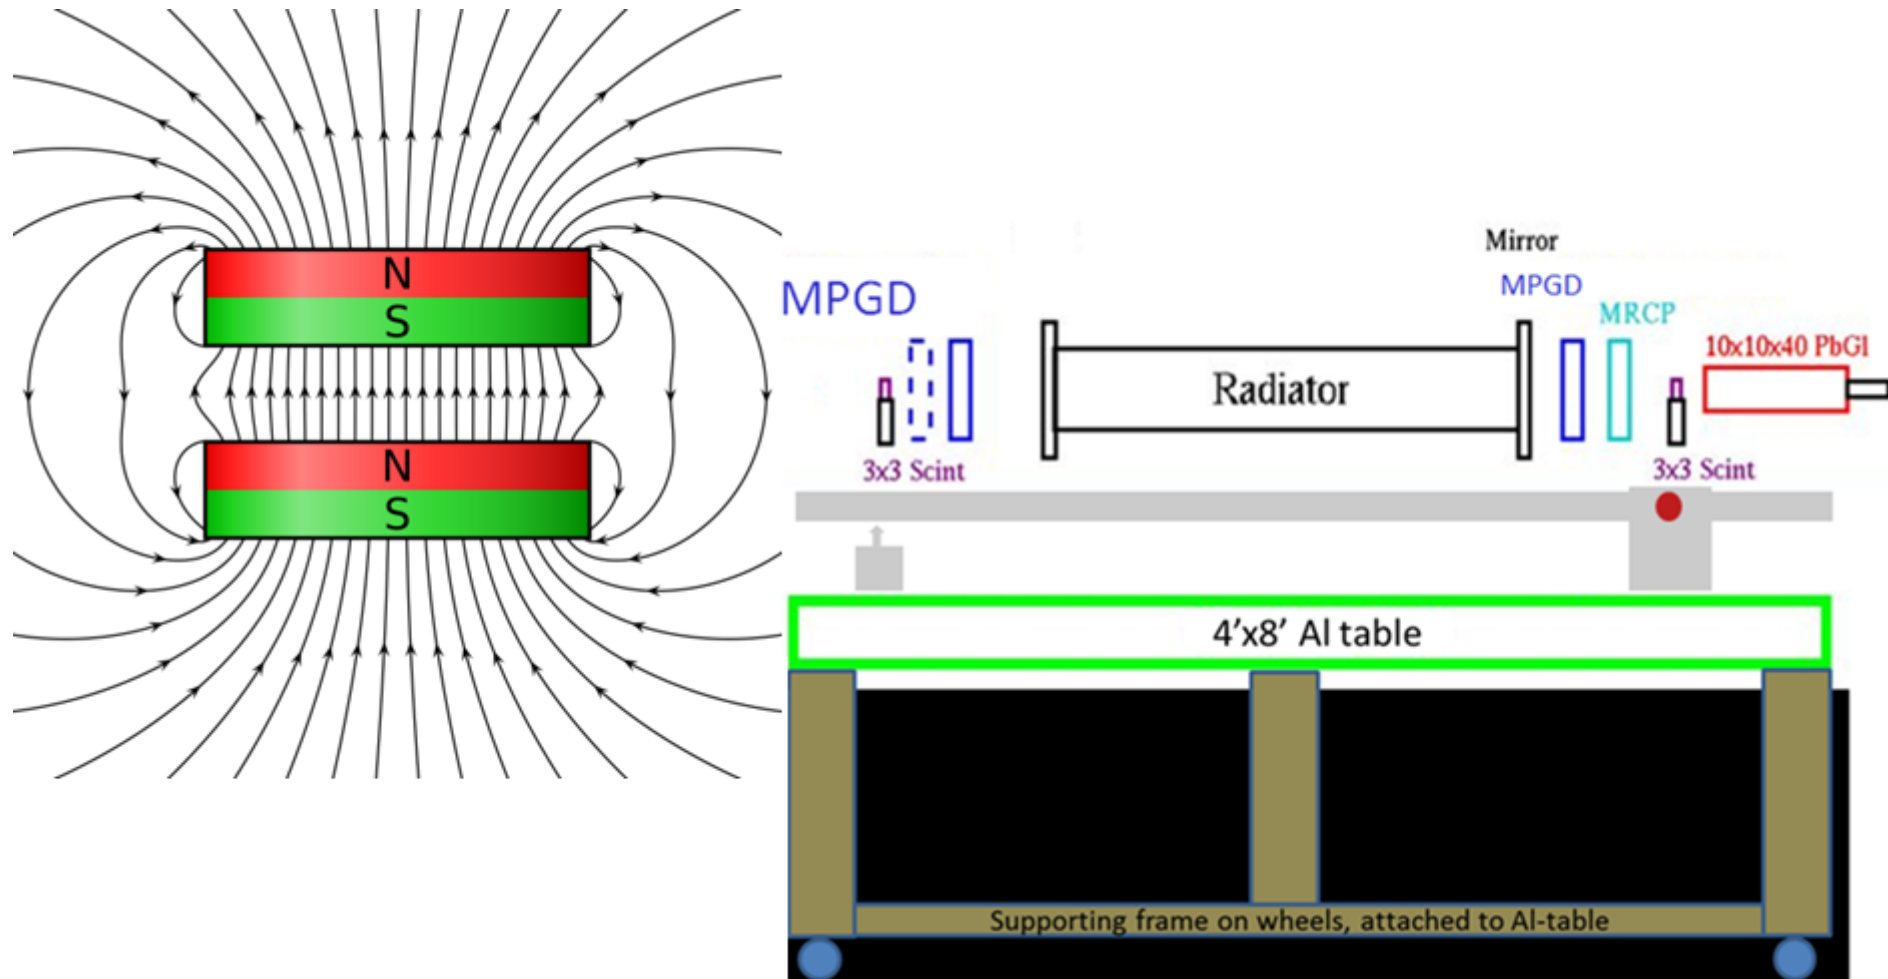 N
S
N
S
Mirror
MPGD
MPGD
MRCP
10x10x40 PbGl
Radiator
3x3 Scint
3x3 Scint
4’x8’ Al table
Supporting frame on wheels, attached to Al-table